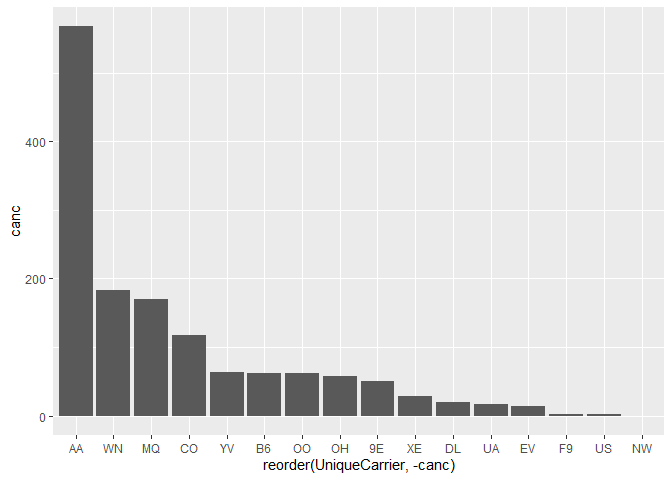 400
200
0
canc
AA WN MQ CO YV B6 OO OH 9E XE DL UA EV F9 US NW
reorder(UniqueCarrier, -canc)